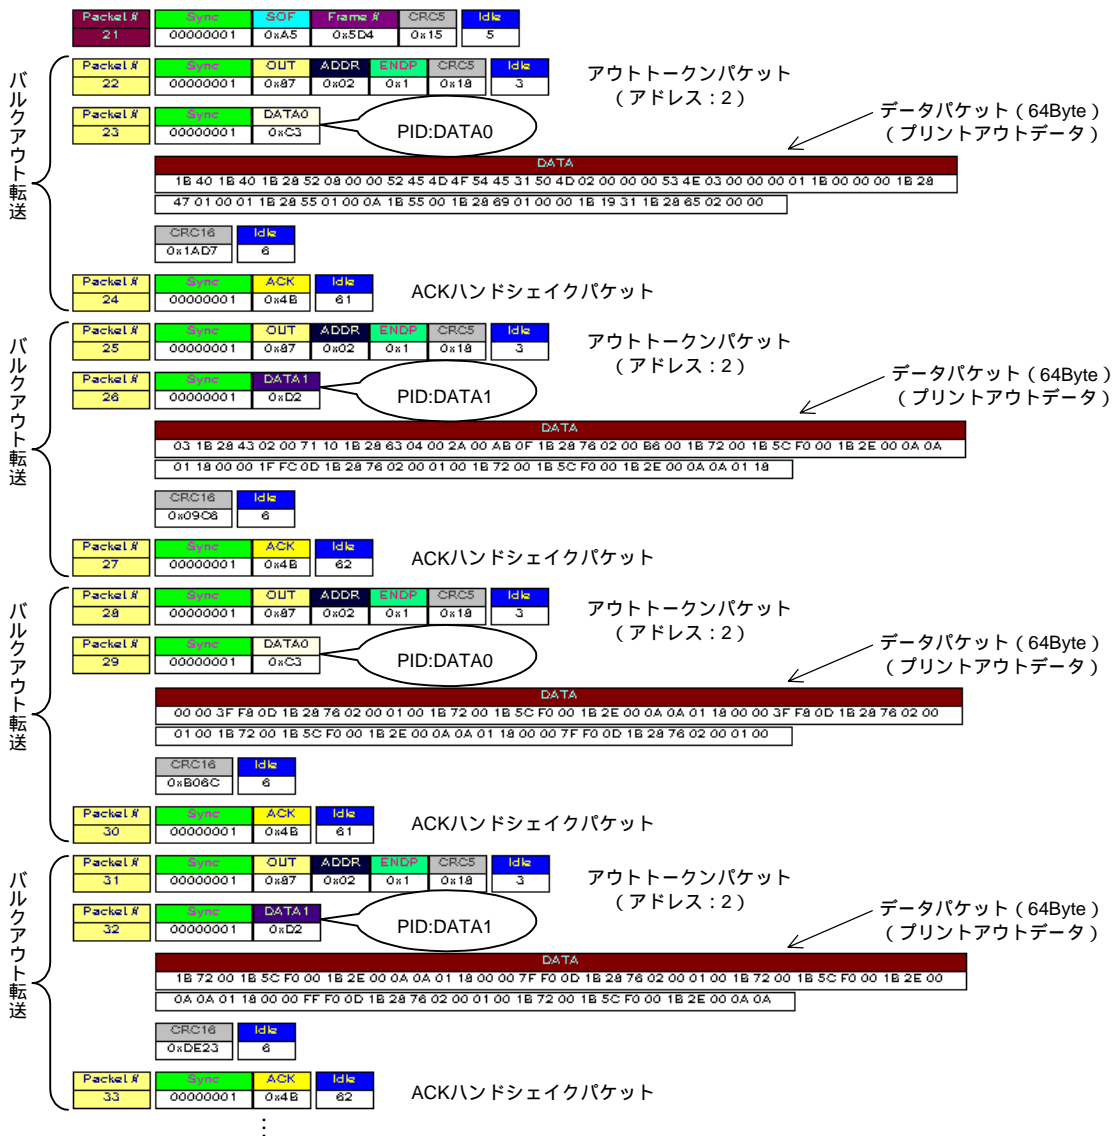 Packet # Sync SOF Frame # CRC5 Idle
21 00000001 0xA5 0x5D4 0x15 5
バルクアウト転送
Packet # Sync OUT ADDR ENDP CRC5 Idle
22 00000001 0x87 0x02 0x1 0x18 3
アウトトークンパケット
（アドレス：2）
Packet # Sync DATA0
23 00000001 0xC3
PID:DATA0
データパケット（64Byte）
（プリントアウトデータ）
DATA
1B 40 1B 40 1B 28 52 08 00 00 52 45 4D 4F 54 45 31 50 4D 02 00 00 00 53 4E 03 00 00 00 01 1B 00 00 00 1B 28
47 01 00 01 1B 28 55 01 00 0A 1B 55 00 1B 28 69 01 00 00 1B 19 31 1B 28 65 02 00 00
CRC16 Idle
0x1AD7 6
Packet # Sync ACK Idle
24 00000001 0x4B 61
ACKハンドシェイクパケット
バルクアウト転送
Packet # Sync OUT ADDR ENDP CRC5 Idle
25 00000001 0x87 0x02 0x1 0x18 3
アウトトークンパケット
（アドレス：2）
Packet # Sync DATA1
26 00000001 0xD2
PID:DATA1
データパケット（64Byte）
（プリントアウトデータ）
DATA
03 1B 28 43 02 00 71 10 1B 28 63 04 00 2A 00 AB 0F 1B 28 76 02 00 B6 00 1B 72 00 1B 5C F0 00 1B 2E 00 0A 0A
01 18 00 00 1F FC 0D 1B 28 76 02 00 01 00 1B 72 00 1B 5C F0 00 1B 2E 00 0A 0A 01 18
CRC16 Idle
0x09C6 6
Packet # Sync ACK Idle
27 00000001 0x4B 62
ACKハンドシェイクパケット
バルクアウト転送
Packet # Sync OUT ADDR ENDP CRC5 Idle
28 00000001 0x87 0x02 0x1 0x18 3
アウトトークンパケット
（アドレス：2）
Packet # Sync DATA0
29 00000001 0xC3
PID:DATA0
データパケット（64Byte）
（プリントアウトデータ）
DATA
00 00 3F F8 0D 1B 28 76 02 00 01 00 1B 72 00 1B 5C F0 00 1B 2E 00 0A 0A 01 18 00 00 3F F8 0D 1B 28 76 02 00
01 00 1B 72 00 1B 5C F0 00 1B 2E 00 0A 0A 01 18 00 00 7F F0 0D 1B 28 76 02 00 01 00
CRC16 Idle
0xB06C 6
Packet # Sync ACK Idle
30 00000001 0x4B 61
ACKハンドシェイクパケット
バルクアウト転送
Packet # Sync OUT ADDR ENDP CRC5 Idle
31 00000001 0x87 0x02 0x1 0x18 3
アウトトークンパケット
（アドレス：2）
Packet # Sync DATA1
32 00000001 0xD2
PID:DATA1
データパケット（64Byte）
（プリントアウトデータ）
DATA
1B 72 00 1B 5C F0 00 1B 2E 00 0A 0A 01 18 00 00 7F F0 0D 1B 28 76 02 00 01 00 1B 72 00 1B 5C F0 00 1B 2E 00
0A 0A 01 18 00 00 FF F0 0D 1B 28 76 02 00 01 00 1B 72 00 1B 5C F0 00 1B 2E 00 0A 0A
CRC16 Idle
0xDE23 6
Packet # Sync ACK Idle
33 00000001 0x4B 62
ACKハンドシェイクパケット
⋮